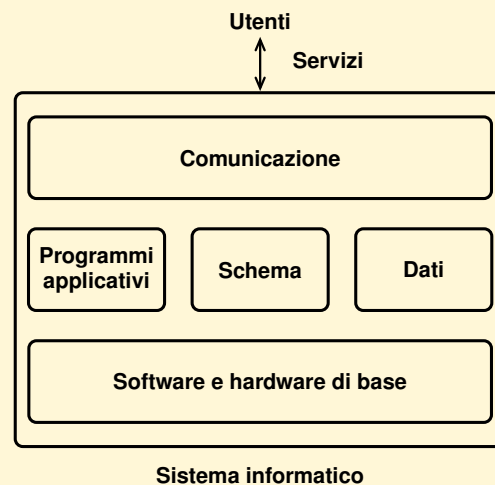 Utenti
Servizi
Comunicazione
Programmi
applicativi
Schema
Dati
Software e hardware di base
Sistema informatico